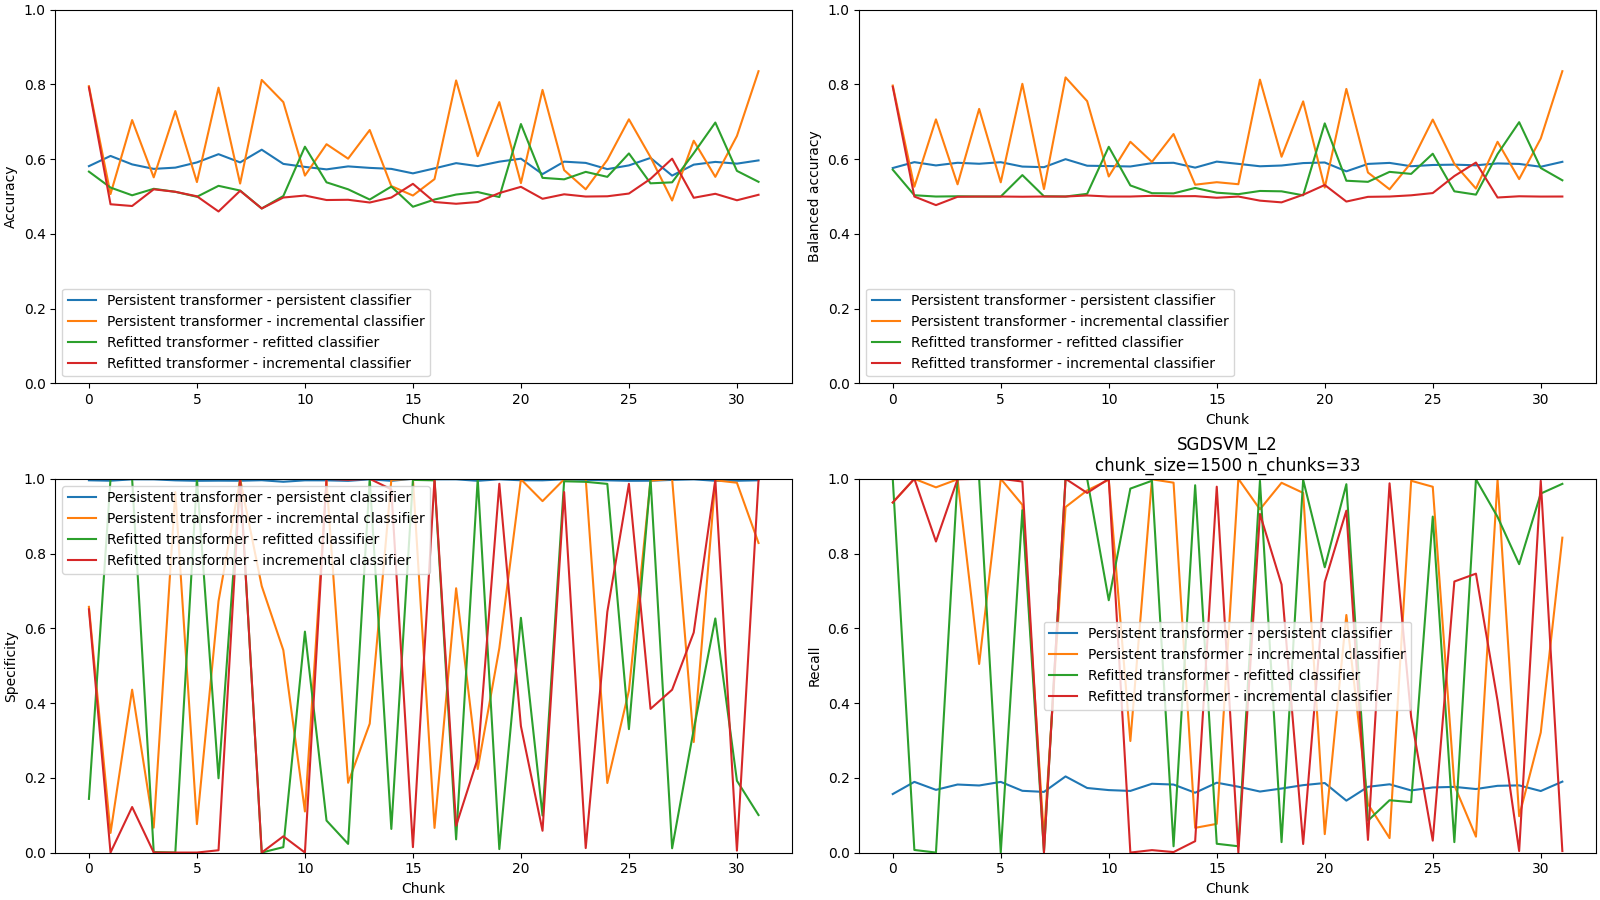 1.0
0.8
0.6
0.4
0.2
0.0
Accuracy
Persistent transformer - persistent classifier
Persistent transformer - incremental classifier
Refitted transformer - refitted classifier
Refitted transformer - incremental classifier
0 5 10 15 20 25 30
Chunk
1.0
0.8
0.6
0.4
0.2
0.0
Balanced accuracy
Persistent transformer - persistent classifier
Persistent transformer - incremental classifier
Refitted transformer - refitted classifier
Refitted transformer - incremental classifier
0 5 10 15 20 25 30
Chunk
1.0
0.8
0.6
0.4
0.2
0.0
Specificity
Persistent transformer - persistent classifier
Persistent transformer - incremental classifier
Refitted transformer - refitted classifier
Refitted transformer - incremental classifier
0 5 10 15 20 25 30
Chunk
SGDSVM_L2
chunk_size=1500 n_chunks=33
1.0
0.8
0.6
0.4
0.2
0.0
Recall
Persistent transformer - persistent classifier
Persistent transformer - incremental classifier
Refitted transformer - refitted classifier
Refitted transformer - incremental classifier
0 5 10 15 20 25 30
Chunk